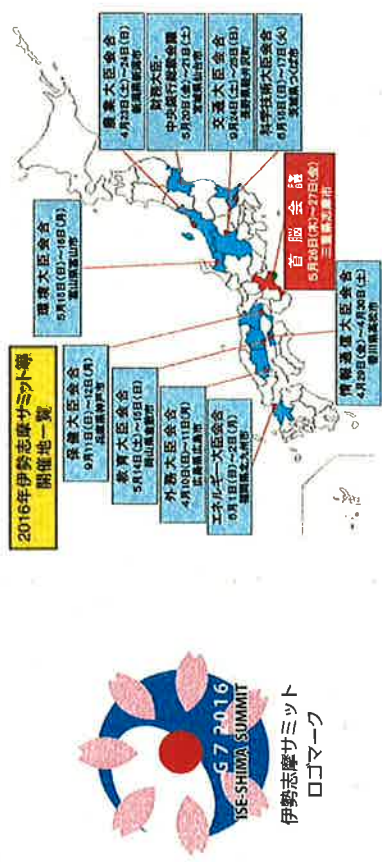 2016年伊勢志摩サミット等
開催地一覧
農業大臣会合
4月23日(土)~24日(日)
新潟県新潟市
財務大臣・
中央銀行総裁会議
5月20日(金)~21日(土)
宮城県仙台市
交通大臣会合
9月24日(土)~25日(日)
長野県軽井沢町
科学技術大臣会合
5月15日(日)~17日(火)
茨城県つくば市
環境大臣会合
5月15日(日)~16日(月)
富山県富山市
首脳会議
5月26日(木)~27日(金)
三重県志摩市
保健大臣会合
9月11日(日)~12日(月)
兵庫県神戸市
教育大臣会合
5月14日(土)~15日(日)
岡山県倉敷市
外務大臣会合
4月10日(日)~11日(月)
広島県広島市
エネルギー大臣会合
5月1日(日)~2日(月)
福岡県北九州市
情報通信大臣会合
4月29日(金)~4月30日(土)
香川県高松市
G7 2016
ISE-SHIMA SUMMIT
伊勢志摩サミット
ロゴマーク